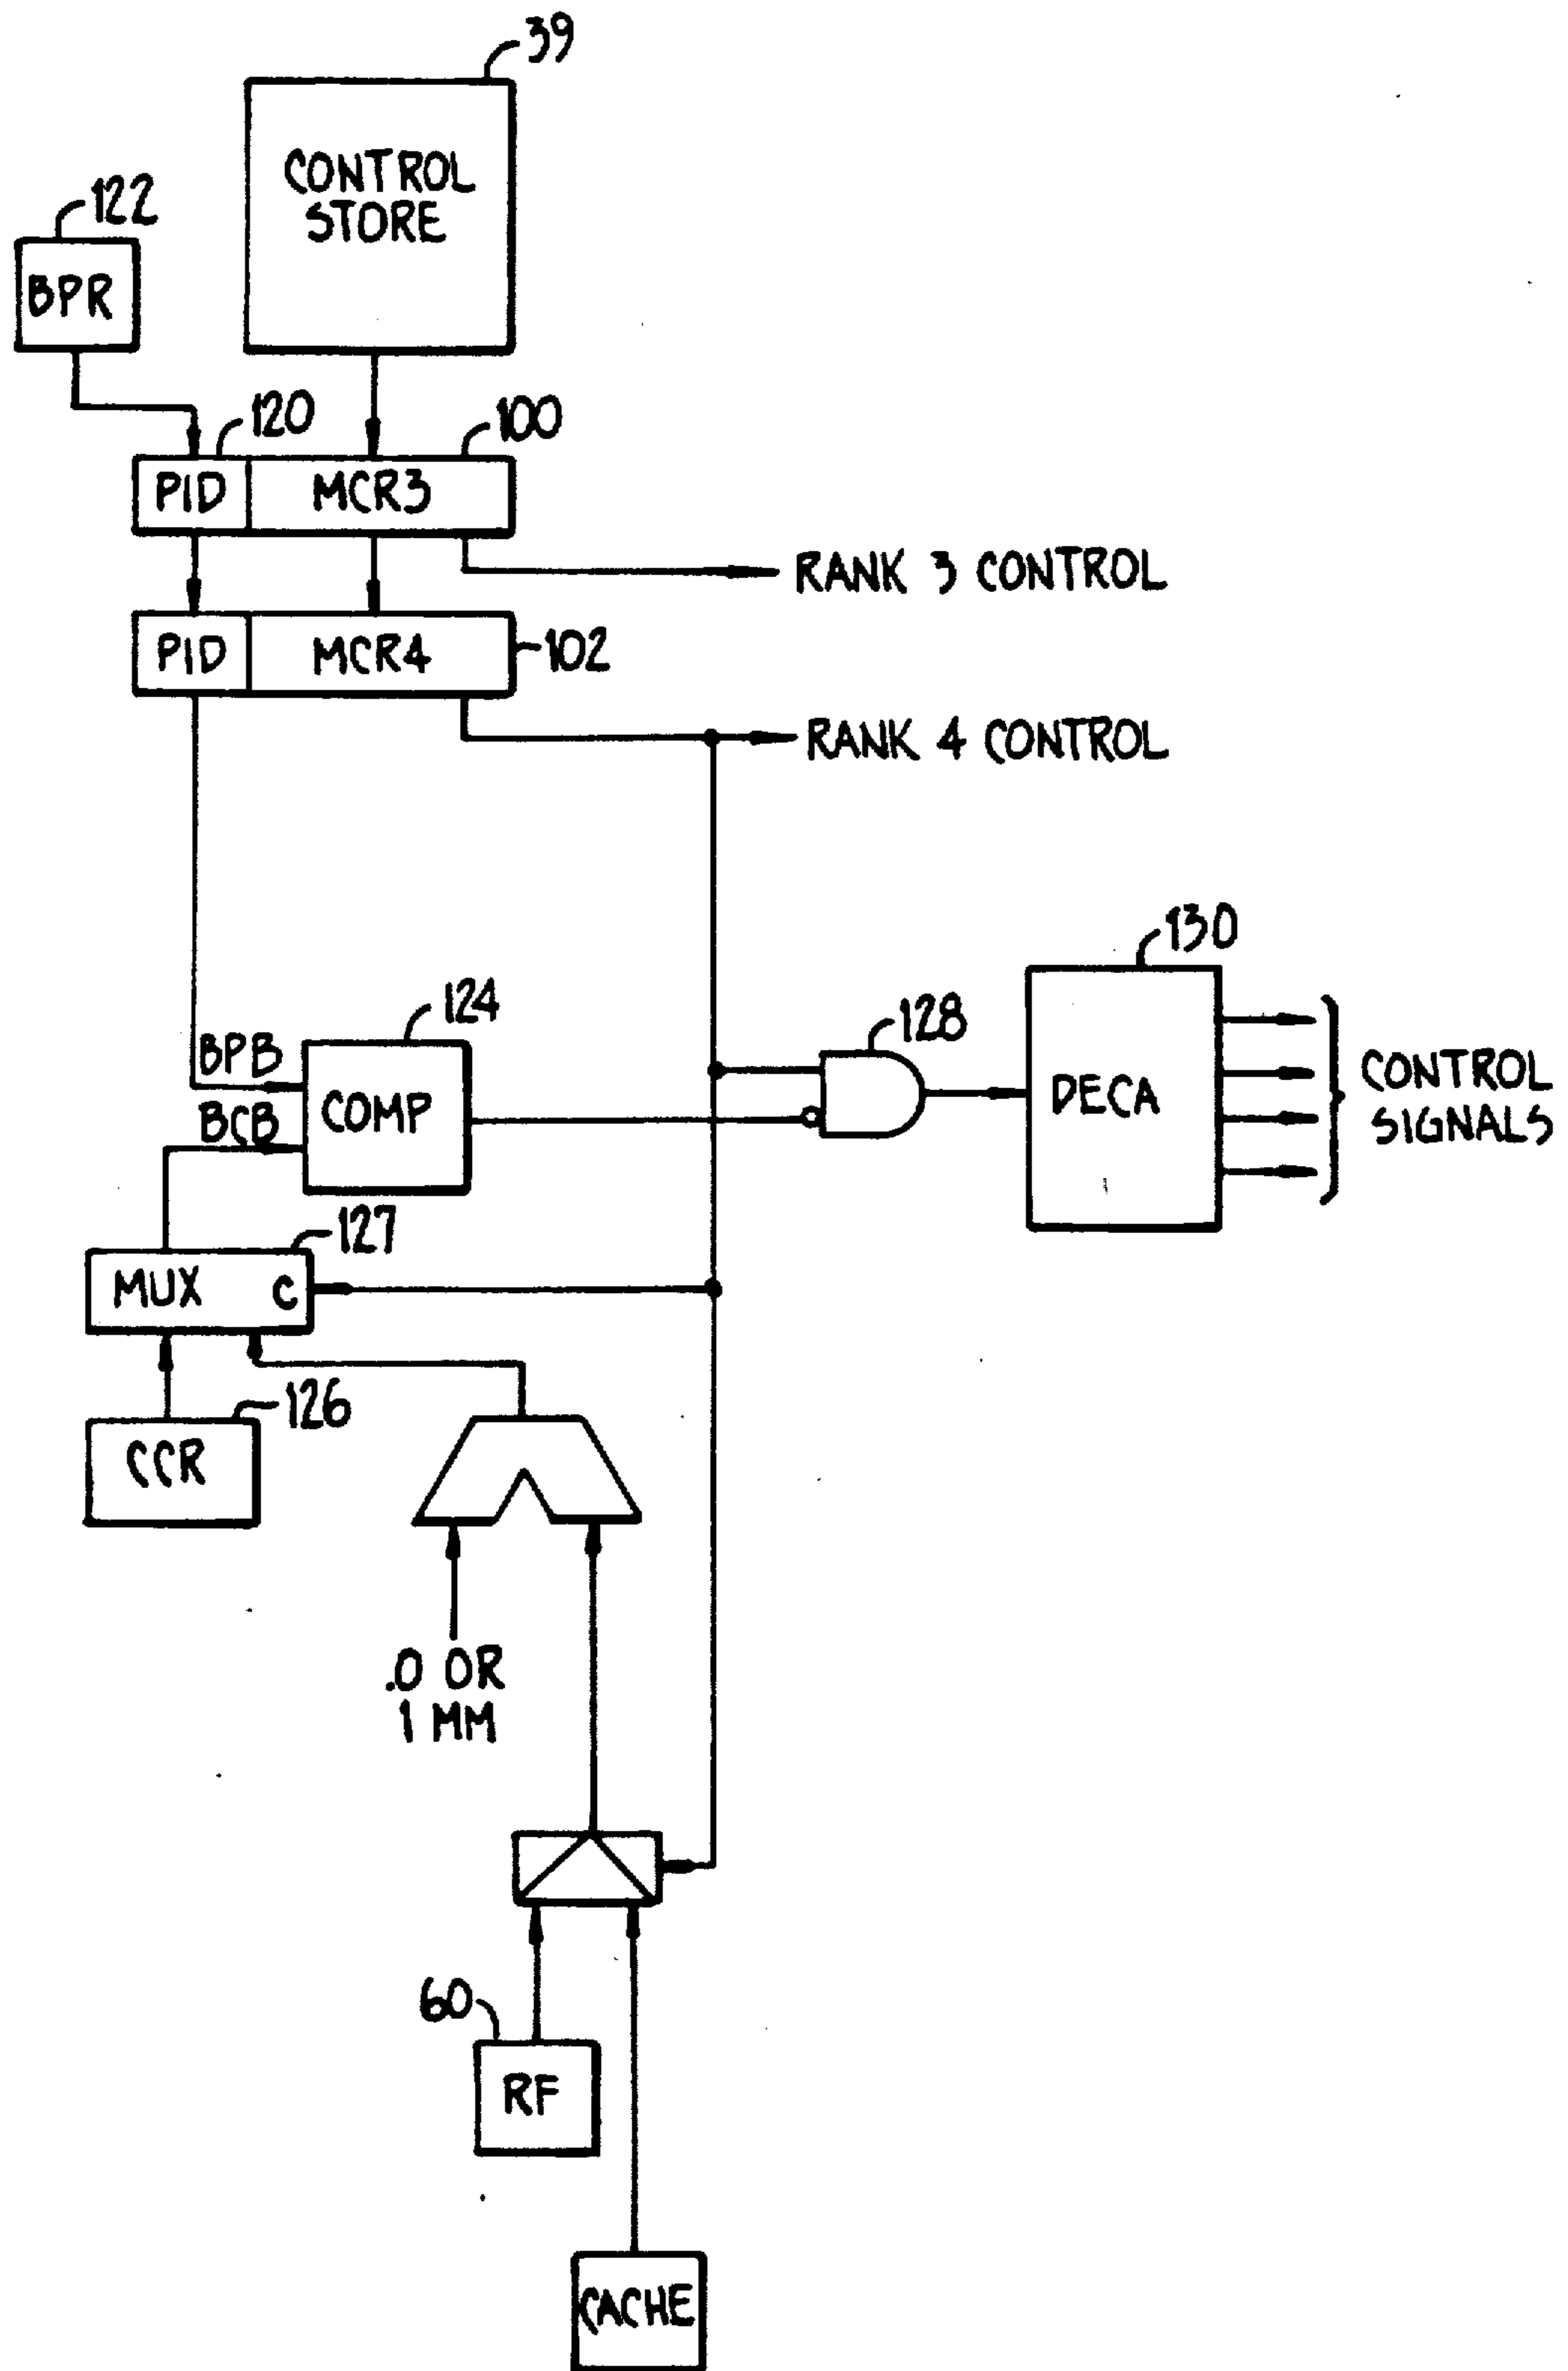 39
CONTROL
STORE
122
BPR
120
100
PID
MCR3
RANK 3 CONTROL
PID
MCR4
102
RANK 4 CONTROL
130
124
128
BPB
COMP
DECA
CONTROL
SIGNALS
BCB
127
MUX C
126
CCR
.0 OR
1 MM
60
RF
CACHE